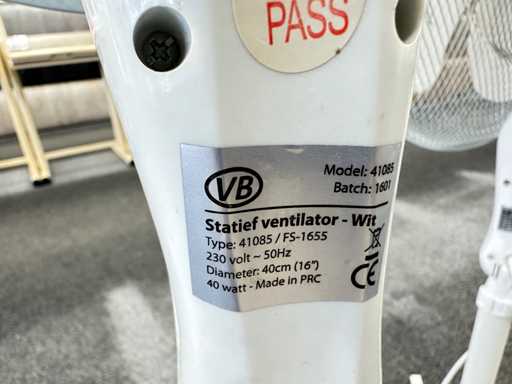 PASS
VB
Model: 41085
Batch: 1601
Statief ventilator - Wit
Type: 41085 / FS-1655
230 volt ~ 50Hz
Diameter: 40cm (16")
40 watt - Made in PRC
CE